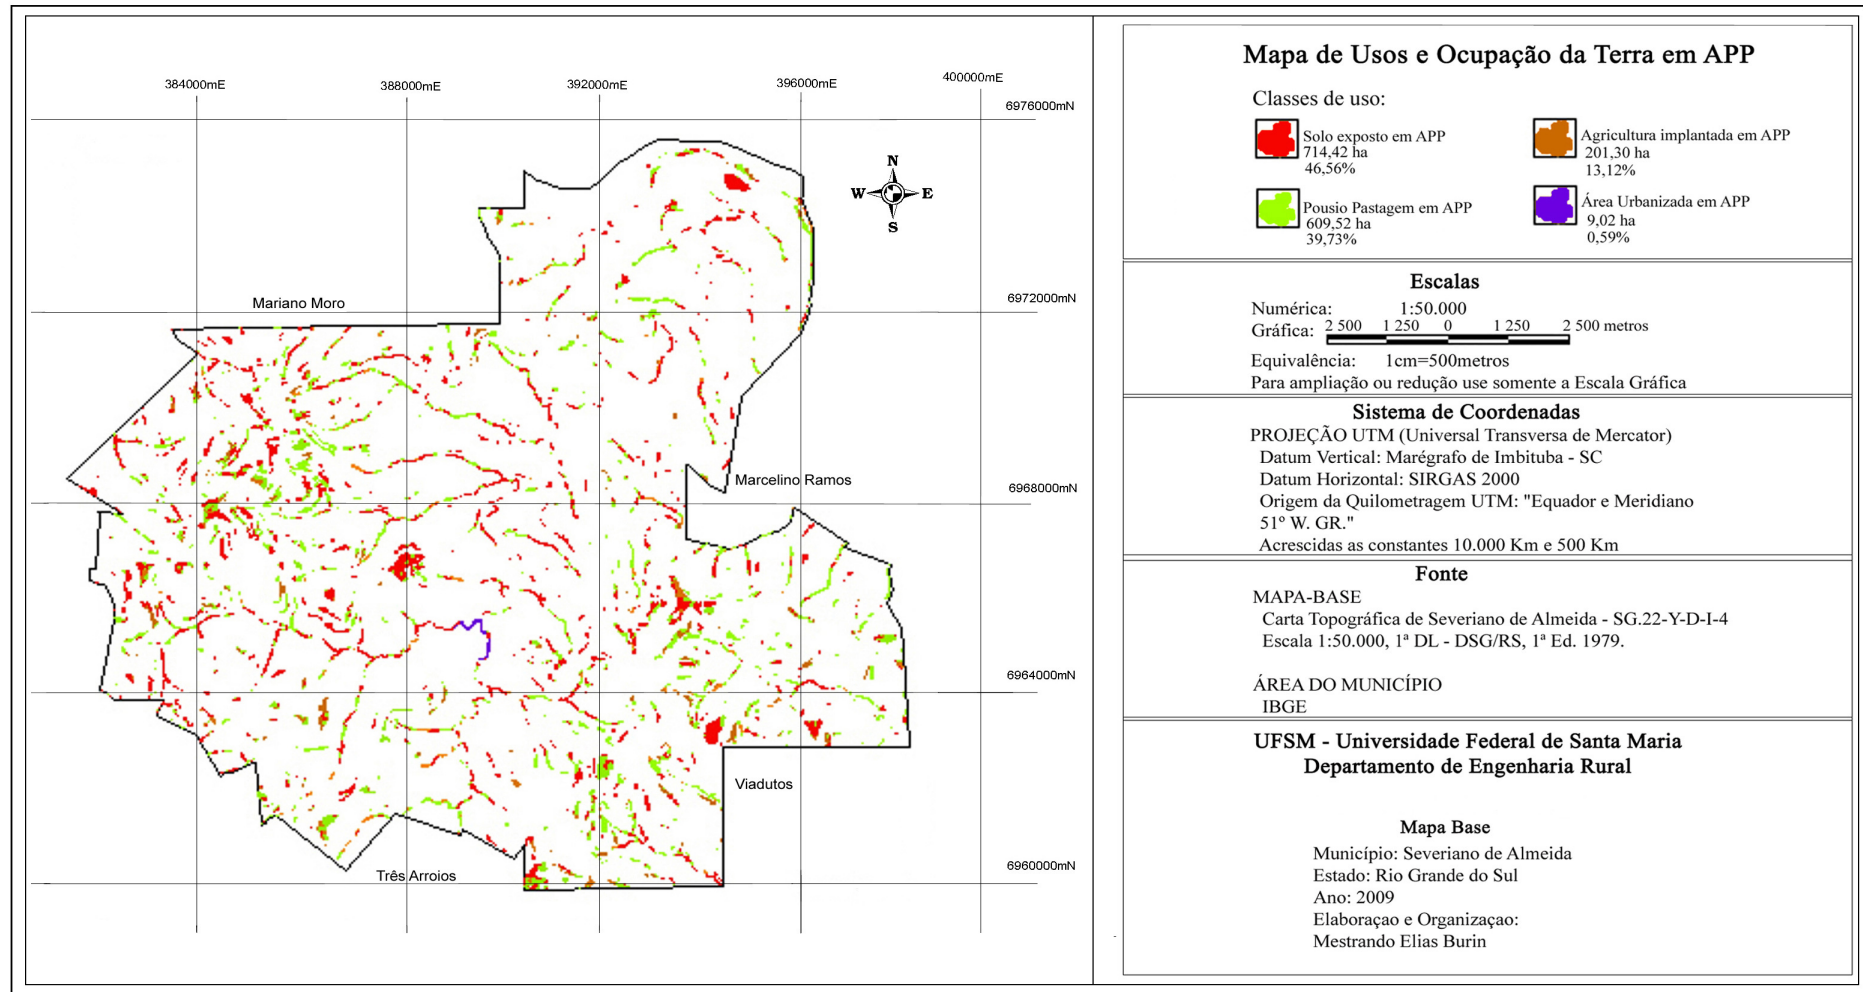 384000mE
388000mE
392000mE
396000mE
400000mE
6976000mN
N
W
E
S
6972000mN
Mariano Moro
Marcelino Ramos
6968000mN
6964000mN
Viadutos
6960000mN
Três Arroios
Mapa de Usos e Ocupação da Terra em APP
Classes de uso:
Solo exposto em APP
714,42 ha
46,56%
Agricultura implantada em APP
201,30 ha
13,12%
Pousio Pastagem em APP
609,52 ha
39,73%
Área Urbanizada em APP
9,02 ha
0,59%
Escalas
Numérica: 1:50.000
Gráfica: 2 500 1 250 0 1 250 2 500 metros
Equivalência: 1cm=500metros
Para ampliação ou redução use somente a Escala Gráfica
Sistema de Coordenadas
PROJEÇÃO UTM (Universal Transversa de Mercator)
Datum Vertical: Marégrafo de Imbituba - SC
Datum Horizontal: SIRGAS 2000
Origem da Quilometragem UTM: "Equador e Meridiano
51º W. GR."
Acrescidas as constantes 10.000 Km e 500 Km
Fonte
MAPA-BASE
Carta Topográfica de Severiano de Almeida - SG.22-Y-D-I-4
Escala 1:50.000, 1ª DL - DSG/RS, 1ª Ed. 1979.
ÁREA DO MUNICÍPIO
IBGE
UFSM - Universidade Federal de Santa Maria
Departamento de Engenharia Rural
Mapa Base
Município: Severiano de Almeida
Estado: Rio Grande do Sul
Ano: 2009
Elaboraçao e Organizaçao:
Mestrando Elias Burin